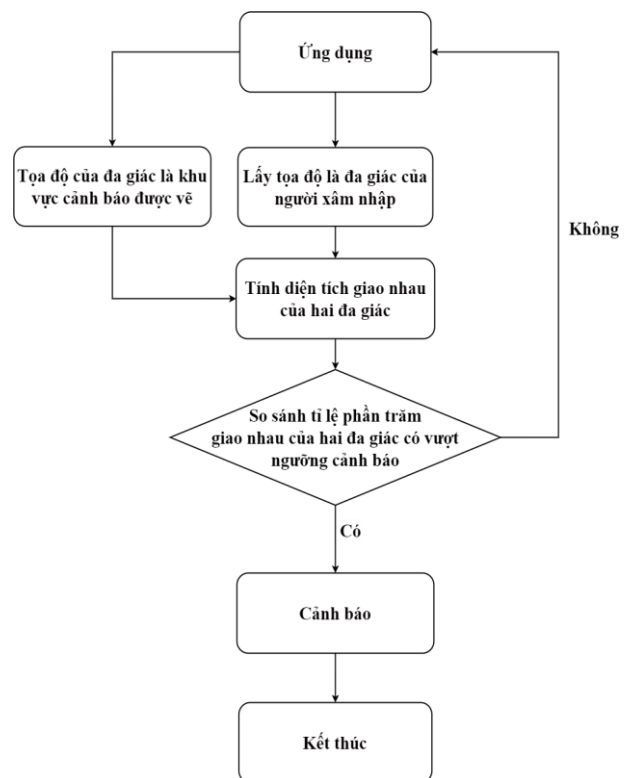 Ứng dụng
Tọa độ của đa giác là khu
vực cảnh báo được vẽ
Lấy tọa độ là đa giác của
người xâm nhập
Không
Tính diện tích giao nhau
của hai đa giác
So sánh tỉ lệ phần trăm
giao nhau của hai đa giác có vượt
ngưỡng cảnh báo
Có
Cảnh báo
Kết thúc